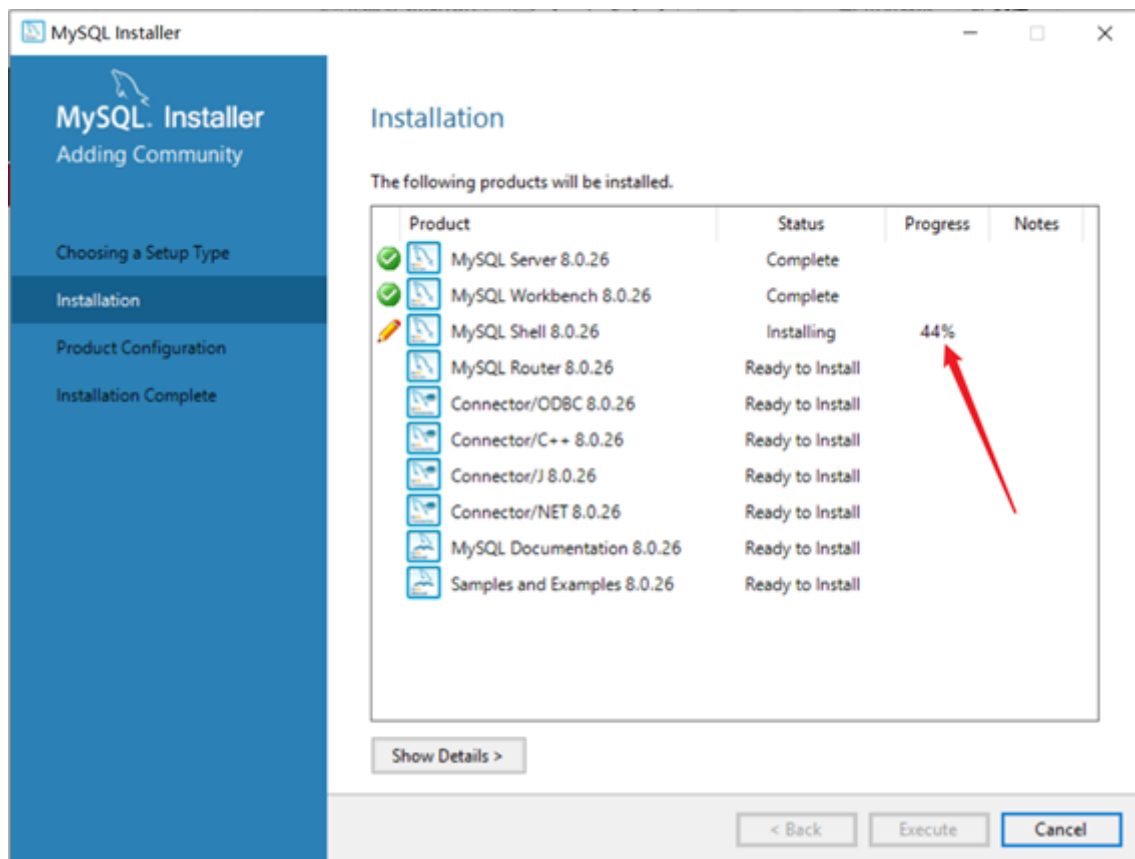 MySQL Installer
MySQL. Installer
Adding Community
Choosing a Setup Type
Installation
Product Configuration
Installation Complete
Installation
The following products will be installed.
Product Status Progress Notes
MySQL Server 8.0.26 Complete
MySQL Workbench 8.0.26 Complete
MySQL Shell 8.0.26 Installing 44%
MySQL Router 8.0.26 Ready to Install
Connector/ODBC 8.0.26 Ready to Install
Connector/C++ 8.0.26 Ready to Install
Connector/J 8.0.26 Ready to Install
Connector/NET 8.0.26 Ready to Install
MySQL Documentation 8.0.26 Ready to Install
Samples and Examples 8.0.26 Ready to Install
Show Details >
< Back Execute Cancel